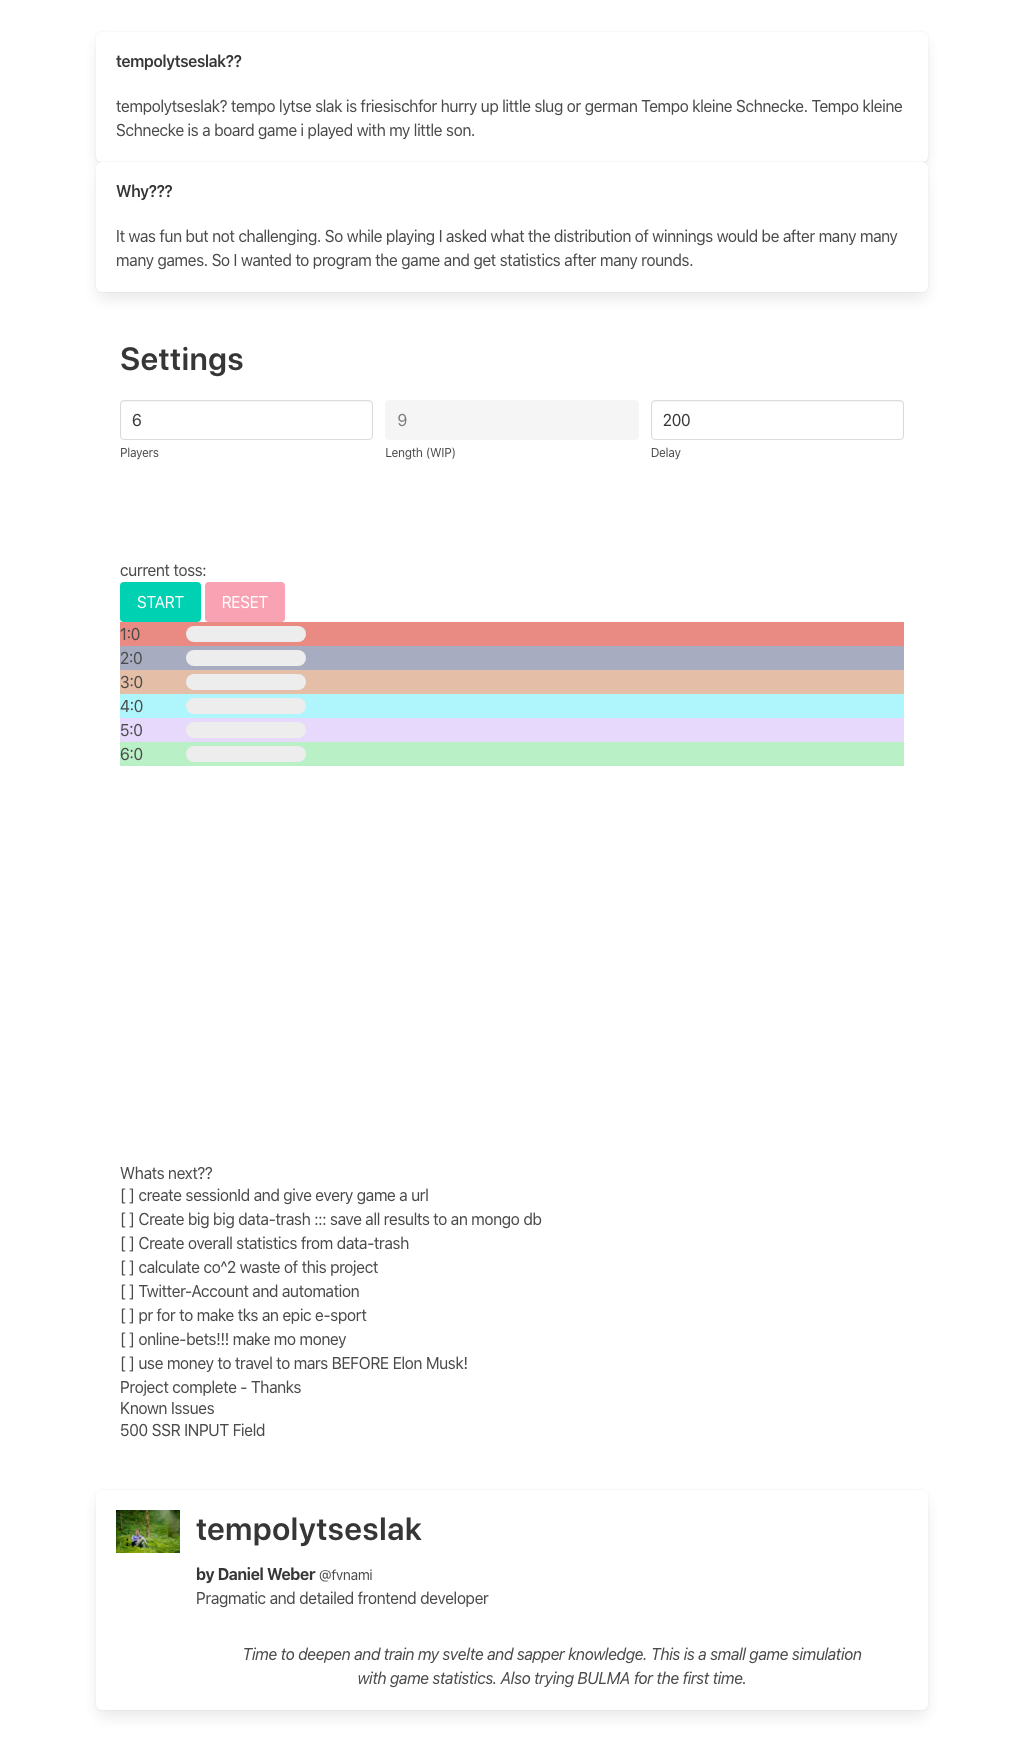 tempolytseslak??
tempolytseslak? tempo lytse slak is friesischfor hurry up little slug or german Tempo kleine Schnecke. Tempo kleine
Schnecke is a board game i played with my little son.
Why???
It was fun but not challenging. So while playing I asked what the distribution of winnings would be after many many
many games. So I wanted to program the game and get statistics after many rounds.
Settings
6 9 200
Players Length (WIP) Delay
current toss:
START RESET
1:0
2:0
3:0
4:0
5:0
6:0
Whats next??
[ ] create sessionId and give every game a url
[ ] Create big big data-trash ::: save all results to an mongo db
[ ] Create overall statistics from data-trash
[ ] calculate co^2 waste of this project
[ ] Twitter-Account and automation
[ ] pr for to make tks an epic e-sport
[ ] online-bets!!! make mo money
[ ] use money to travel to mars BEFORE Elon Musk!
Project complete - Thanks
Known Issues
500 SSR INPUT Field
tempolytseslak
by Daniel Weber @fvnami
Pragmatic and detailed frontend developer
Time to deepen and train my svelte and sapper knowledge. This is a small game simulation
with game statistics. Also trying BULMA for the first time.